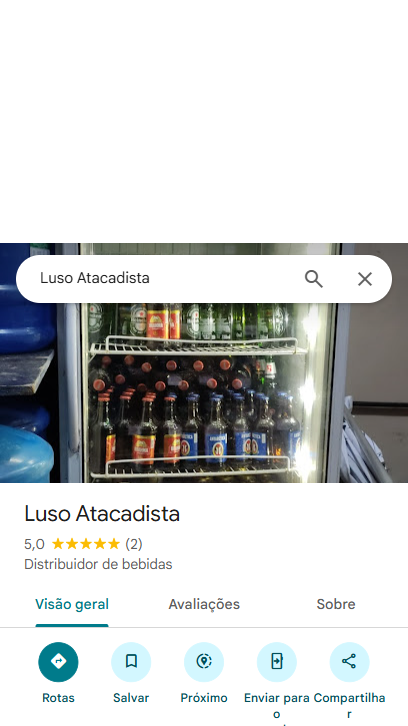 Luso Atacadista
Luso Atacadista
5,0 ★★★★★ (2)
Distribuidor de bebidas
Visão geral Avaliações Sobre
Rotas Salvar Próximo Enviar para o Compartilhar